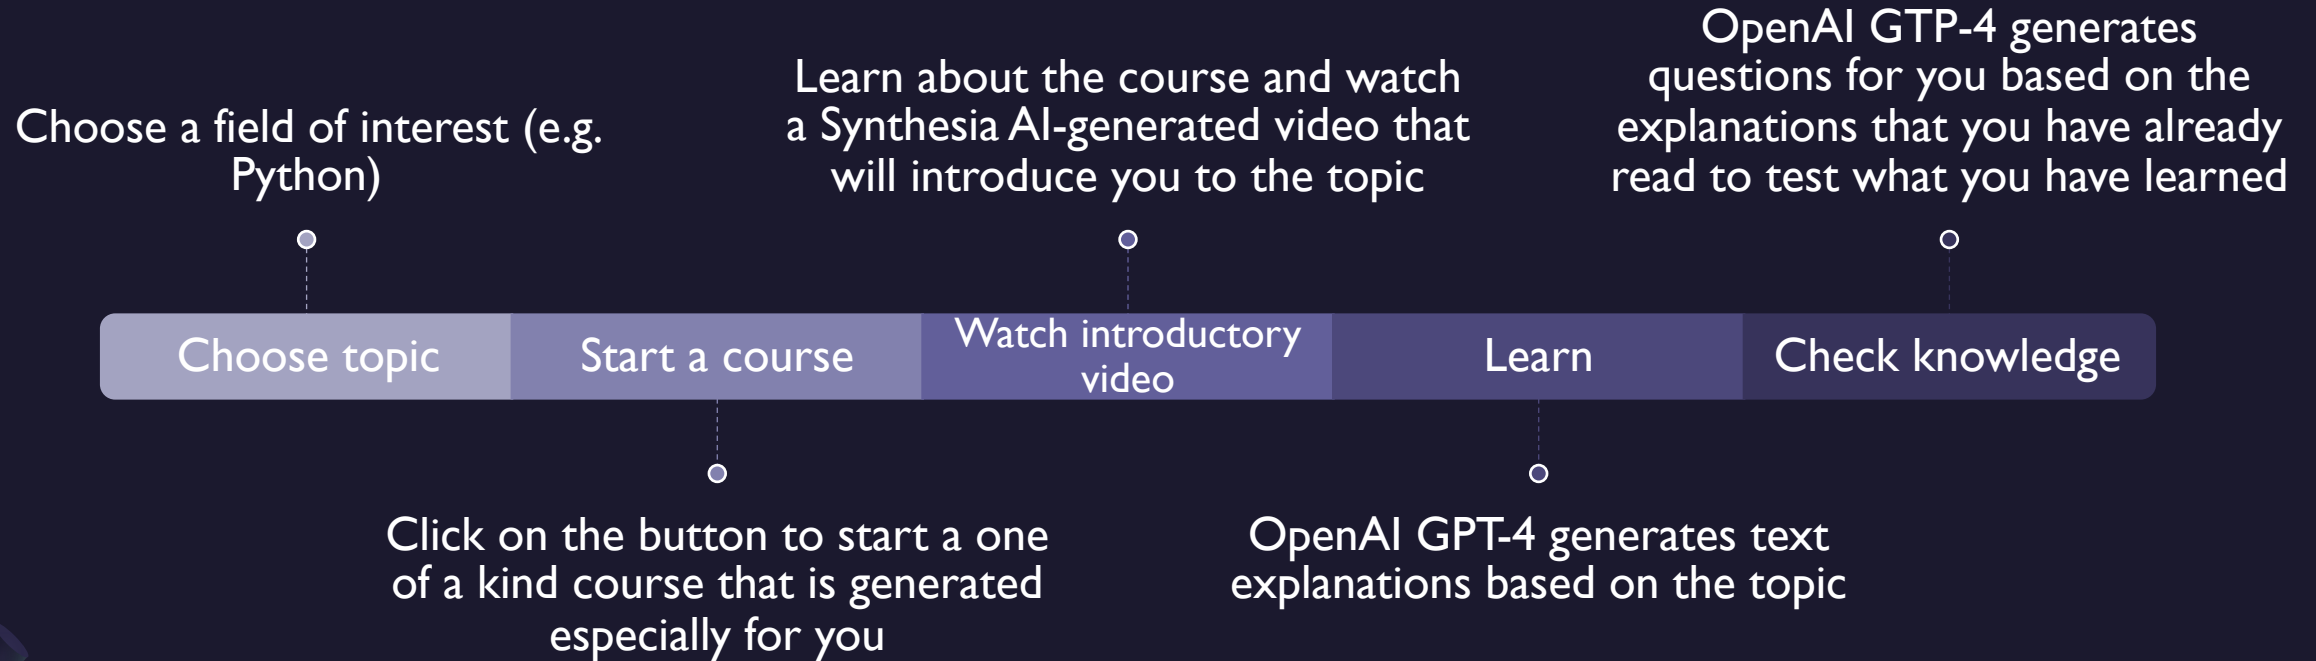 Choose a field of interest (e.g.
Python)
Learn about the course and watch
a Synthesia AI-generated video that
will introduce you to the topic
OpenAI GTP-4 generates
questions for you based on the
explanations that you have already
read to test what you have learned
Choose topic
Start a course
Watch introductory
video
Learn
Check knowledge
Click on the button to start a one
of a kind course that is generated
especially for you
OpenAI GPT-4 generates text
explanations based on the topic